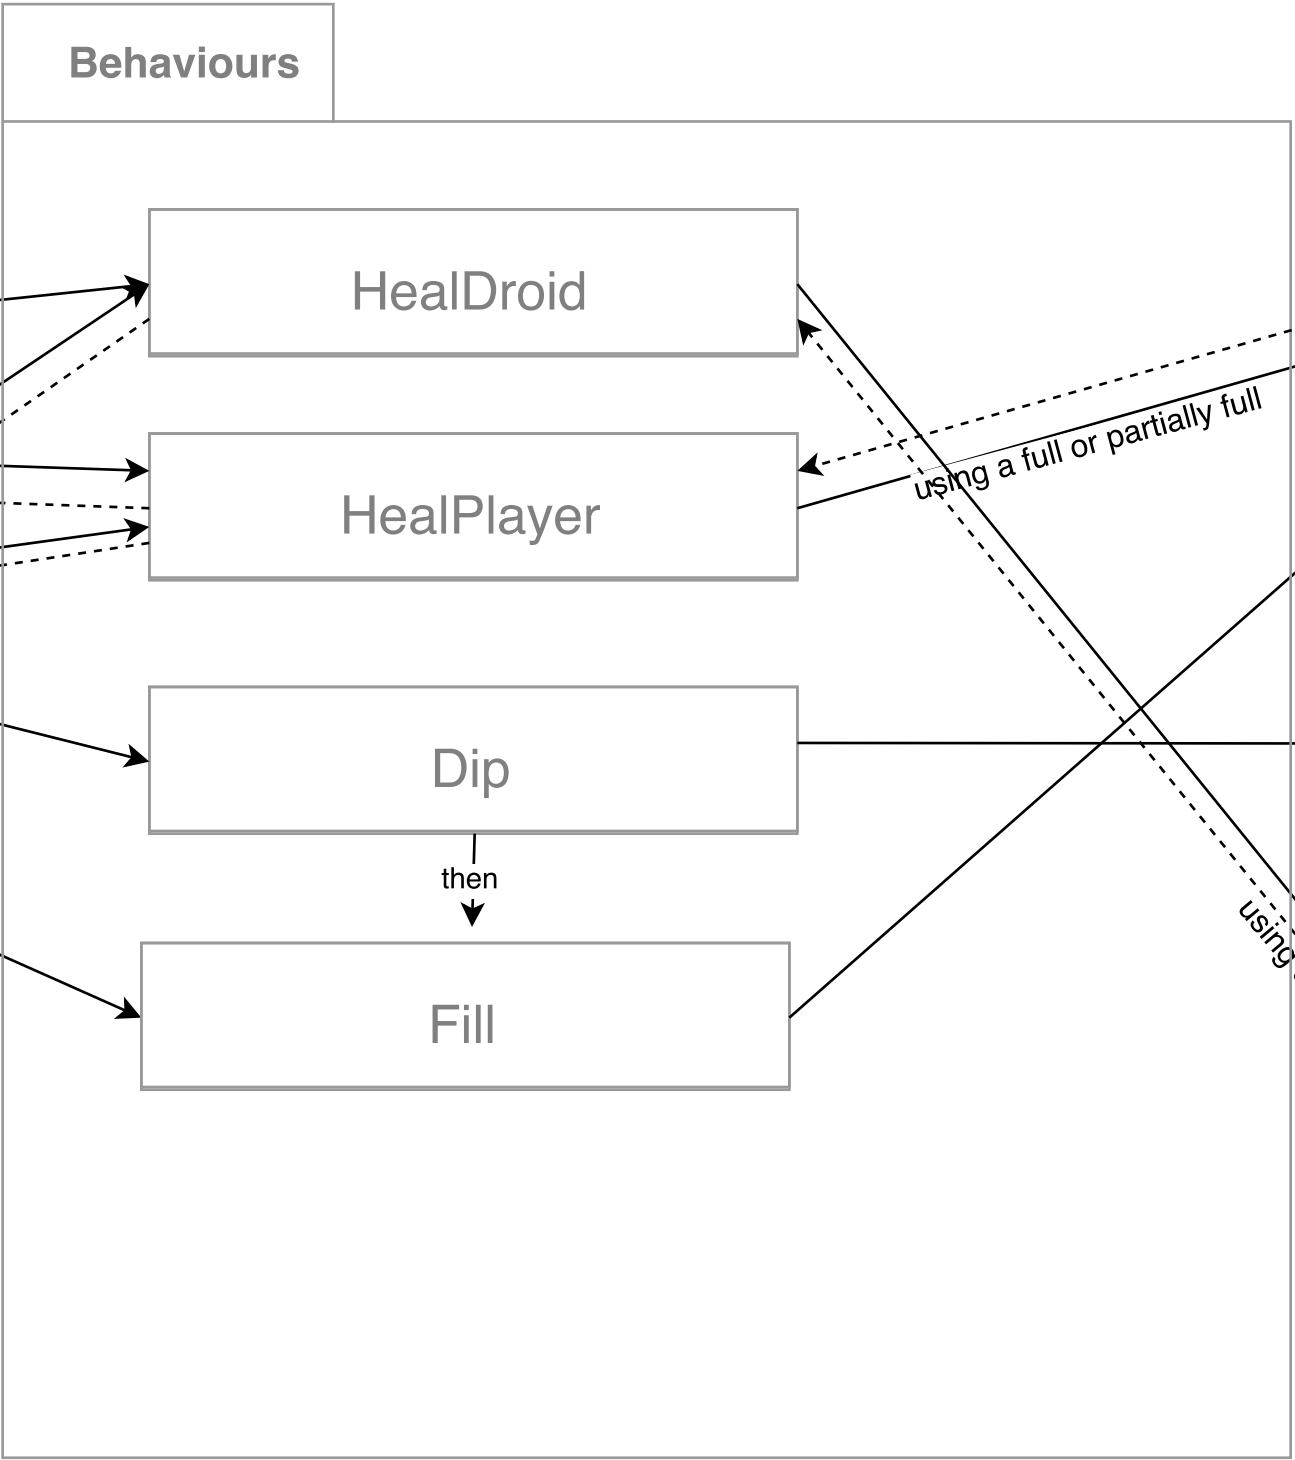 Behaviours
HealDroid
using a full or partially full
HealPlayer
Dip
then
using
Fill